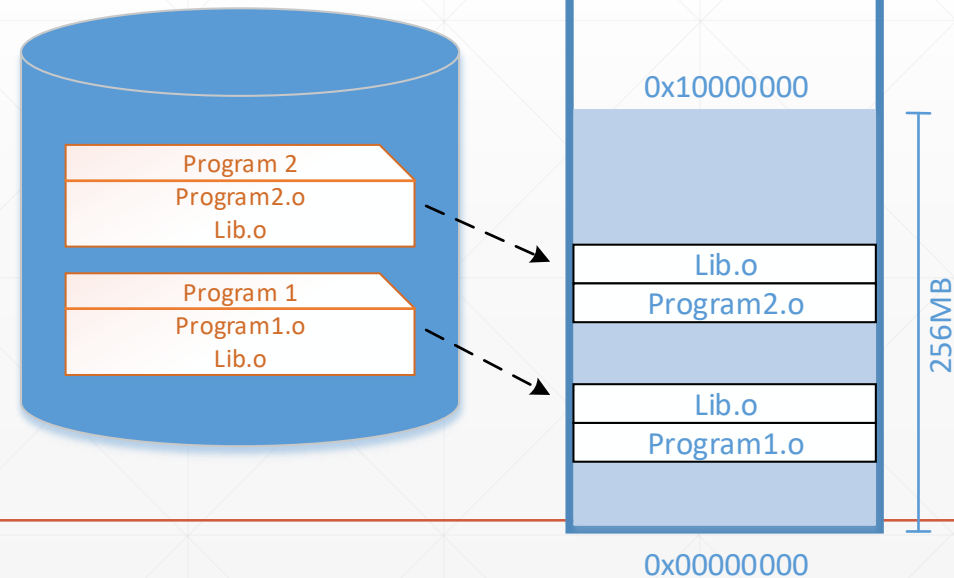 Program 2
Program2.o
Lib.o
Program 1
Program1.o
Lib.o
0x10000000
Lib.o
Program2.o
Lib.o
Program1.o
0x00000000
256MB